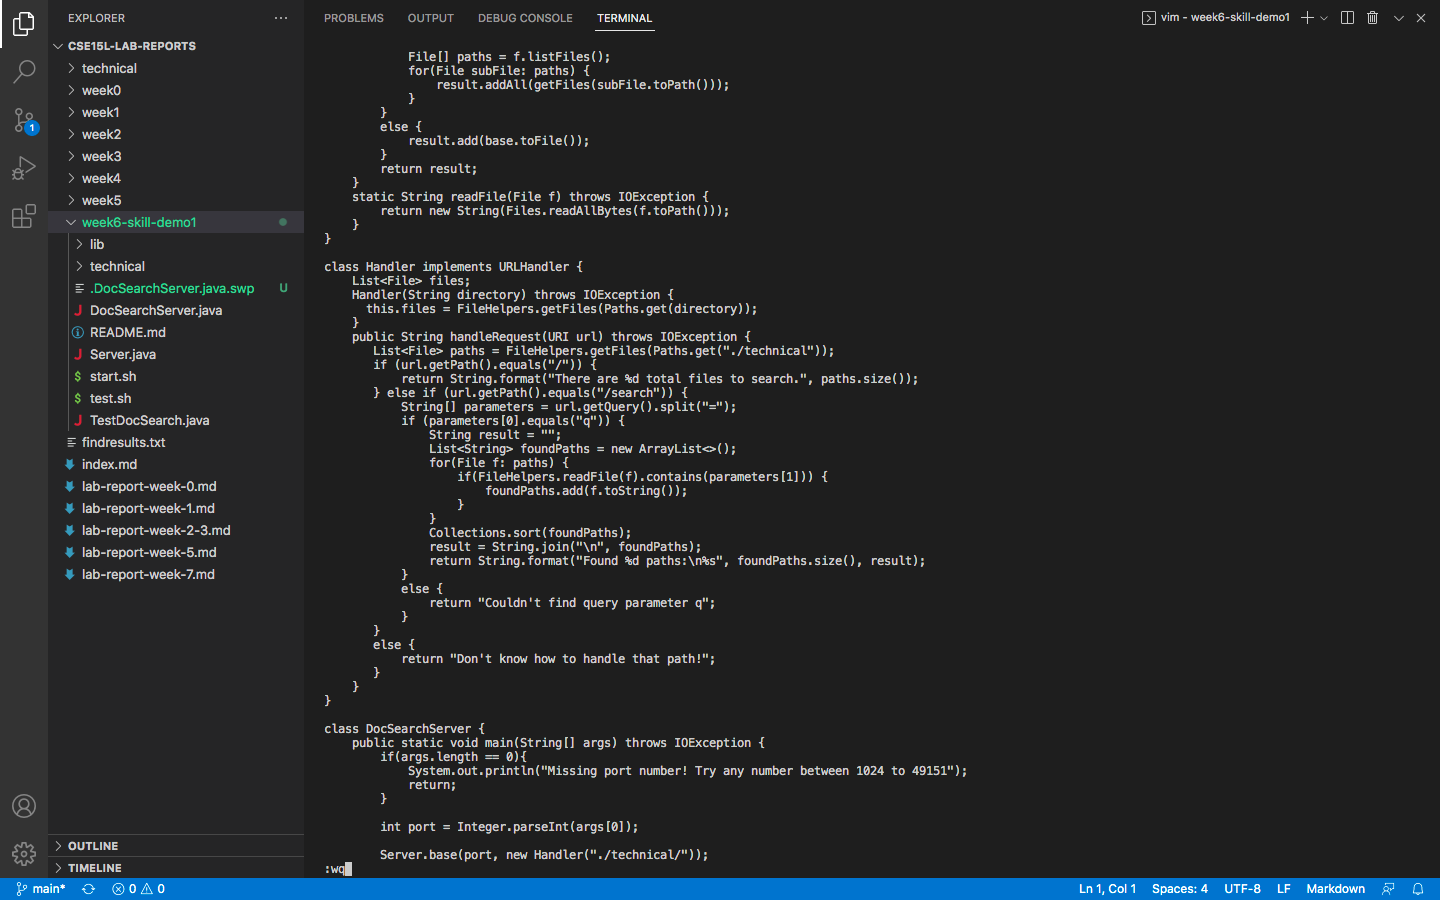 EXPLORER
CSE15L-LAB-REPORTS
technical
week0
week1
week2
week3
week4
week5
week6-skill-demo1
lib
technical
.DocSearchServer.java.swp U
DocSearchServer.java
README.md
Server.java
start.sh
test.sh
TestDocSearch.java
findresults.txt
index.md
lab-report-week-0.md
lab-report-week-1.md
lab-report-week-2-3.md
lab-report-week-5.md
lab-report-week-7.md
OUTLINE
TIMELINE
1
PROBLEMS OUTPUT DEBUG CONSOLE TERMINAL
vim - week6-skill-demo1
            File[] paths = f.listFiles();
            for(File subFile: paths) {
                result.addAll(getFiles(subFile.toPath()));
            }
        }
        else {
            result.add(base.toFile());
        }
        return result;
    }
    static String readFile(File f) throws IOException {
        return new String(Files.readAllBytes(f.toPath()));
    }
}
class Handler implements URLHandler {
    List<File> files;
    Handler(String directory) throws IOException {
      this.files = FileHelpers.getFiles(Paths.get(directory));
    }
    public String handleRequest(URI url) throws IOException {
       List<File> paths = FileHelpers.getFiles(Paths.get("./technical"));
       if (url.getPath().equals("/")) {
           return String.format("There are %d total files to search.", paths.size());
       } else if (url.getPath().equals("/search")) {
           String[] parameters = url.getQuery().split("=");
           if (parameters[0].equals("q")) {
               String result = "";
               List<String> foundPaths = new ArrayList<>();
               for(File f: paths) {
                   if(FileHelpers.readFile(f).contains(parameters[1])) {
                       foundPaths.add(f.toString());
                   }
               }
               Collections.sort(foundPaths);
               result = String.join("\n", foundPaths);
               return String.format("Found %d paths:\n%s", foundPaths.size(), result);
           }
           else {
               return "Couldn't find query parameter q";
           }
       }
       else {
           return "Don't know how to handle that path!";
       }
    }
}
class DocSearchServer {
    public static void main(String[] args) throws IOException {
        if(args.length == 0){
            System.out.println("Missing port number! Try any number between 1024 to 49151");
            return;
        }
        int port = Integer.parseInt(args[0]);
        Server.base(port, new Handler("./technical/"));
:wq
main* 0 0 Ln 1, Col 1 Spaces: 4 UTF-8 LF Markdown